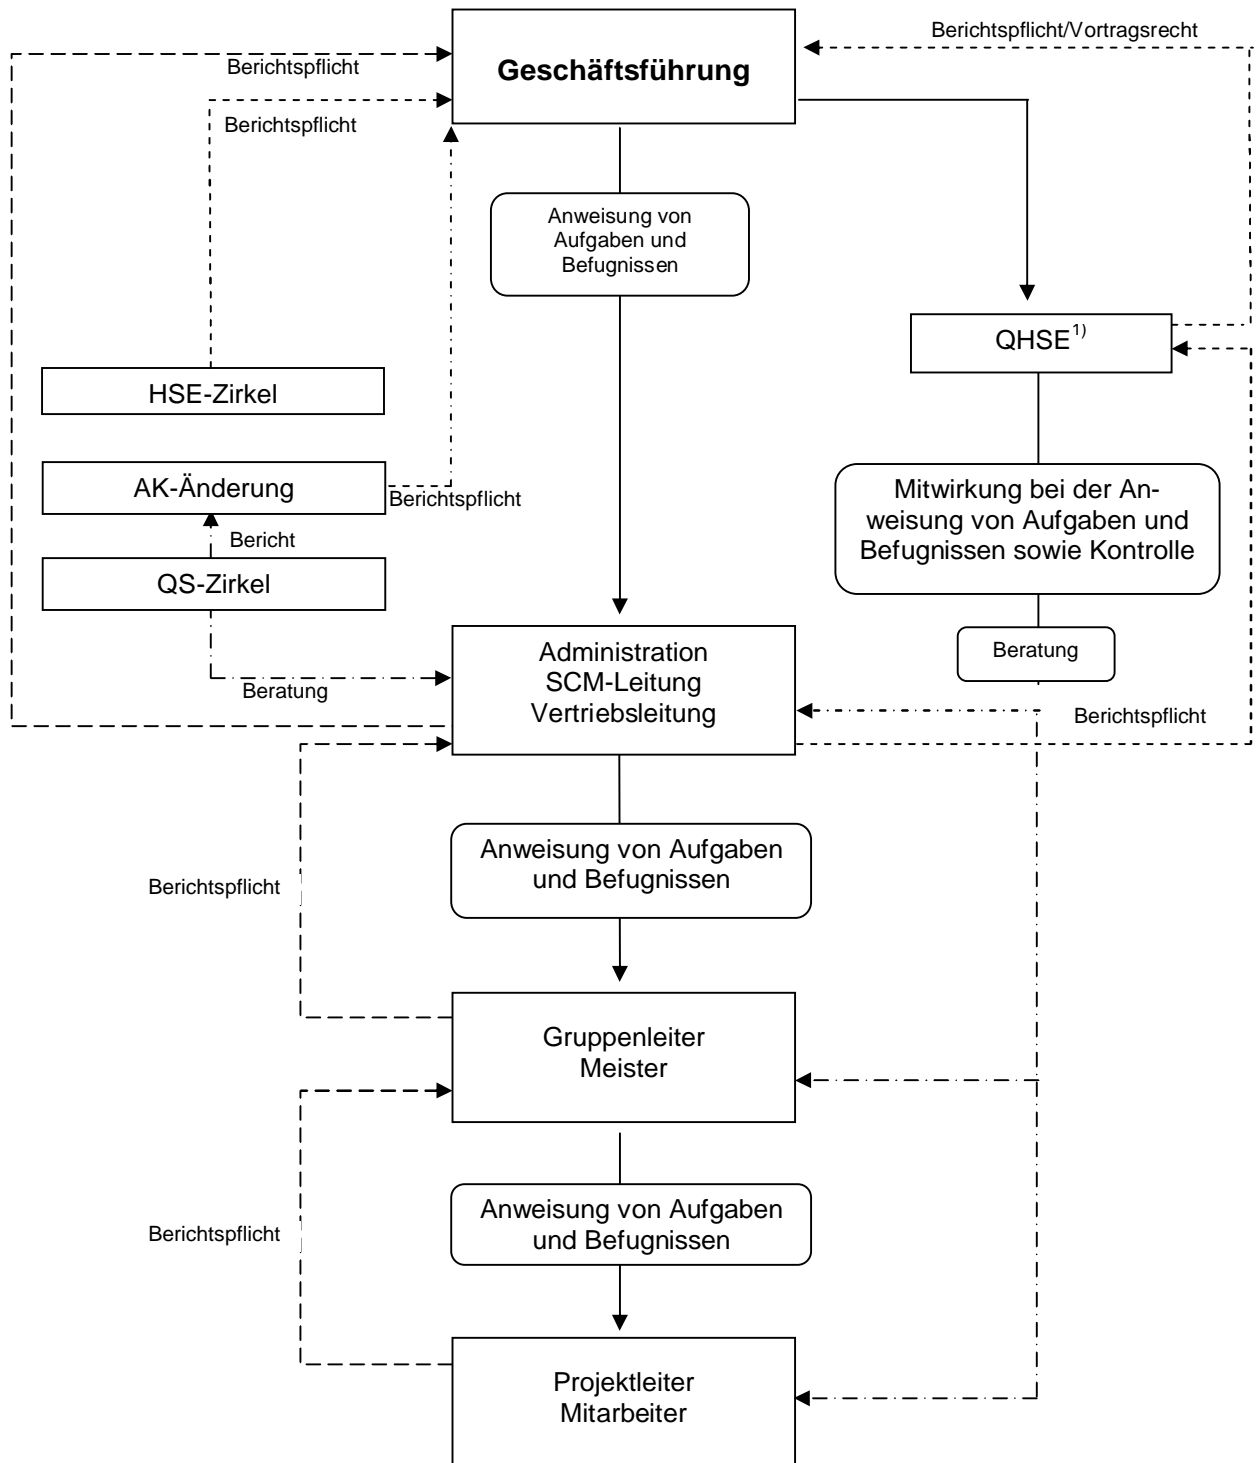 Berichtspflicht/Vortragsrecht
Berichtspflicht
Geschäftsführung
Berichtspflicht
Anweisung von
Aufgaben und
Befugnissen
QHSE1)
HSE-Zirkel
AK-Änderung
Berichtspflicht
Mitwirkung bei der An-
weisung von Aufgaben und
Befugnissen sowie Kontrolle
Bericht
QS-Zirkel
Administration
SCM-Leitung
Vertriebsleitung
Beratung
Beratung
Berichtspflicht
Anweisung von Aufgaben
und Befugnissen
Berichtspflicht
Gruppenleiter
Meister
Anweisung von Aufgaben
und Befugnissen
Berichtspflicht
Projektleiter
Mitarbeiter